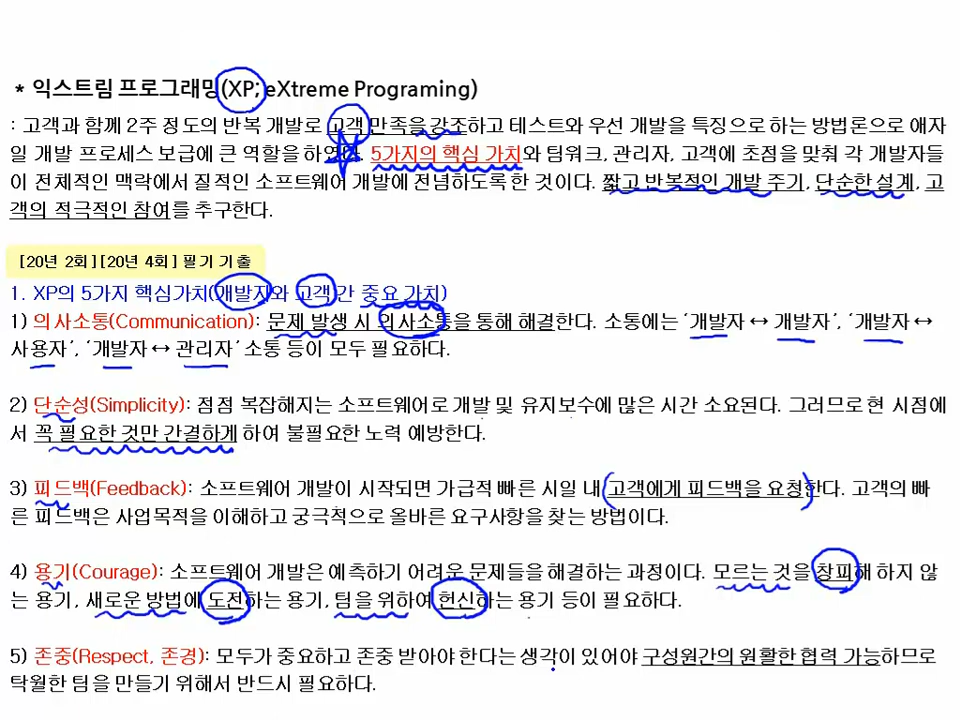 * 익스트림 프로그래밍(XP; eXtreme Programing)
: 고객과 함께 2주 정도의 반복 개발로 고객 만족을 강조하고 테스트와 우선 개발을 특징으로 하는 방법론으로 애자
일 개발 프로세스 보급에 큰 역할을 하였다. 5가지의 핵심 가치와 팀워크, 관리자, 고객에 초점을 맞춰 각 개발자들
이 전체적인 맥락에서 질적인 소프트웨어 개발에 전념하도록 한 것이다. 짧고 반복적인 개발 주기, 단순한 설계, 고
객의 적극적인 참여를 추구한다.
[20년 2회][20년 4회] 필기 기출
1. XP의 5가지 핵심가치(개발자와 고객 간 중요 가치)
1) 의사소통(Communication): 문제 발생 시 의사소통을 통해 해결한다. 소통에는 ‘개발자 ↔ 개발자’, ‘개발자 ↔
사용자’, ‘개발자 ↔ 관리자’ 소통 등이 모두 필요하다.
2) 단순성(Simplicity): 점점 복잡해지는 소프트웨어로 개발 및 유지보수에 많은 시간 소요된다. 그러므로 현 시점에
서 꼭 필요한 것만 간결하게 하여 불필요한 노력 예방한다.
3) 피드백(Feedback): 소프트웨어 개발이 시작되면 가급적 빠른 시일 내 고객에게 피드백을 요청한다. 고객의 빠
른 피드백은 사업목적을 이해하고 궁극적으로 올바른 요구사항을 찾는 방법이다.
4) 용기(Courage): 소프트웨어 개발은 예측하기 어려운 문제들을 해결하는 과정이다. 모르는 것을 창피해 하지 않
는 용기, 새로운 방법에 도전하는 용기, 팀을 위하여 헌신하는 용기 등이 필요하다.
5) 존중(Respect, 존경): 모두가 중요하고 존중 받아야 한다는 생각이 있어야 구성원간의 원활한 협력 가능하므로
탁월한 팀을 만들기 위해서 반드시 필요하다.